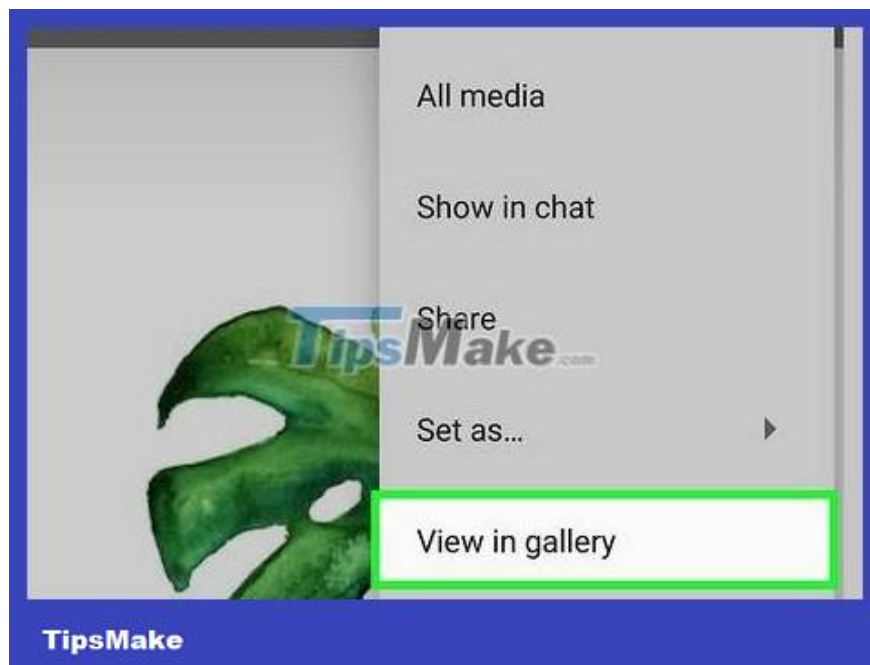 All media
Show in chat
Share
TipsMake.com
Set as...
View in gallery
TipsMake